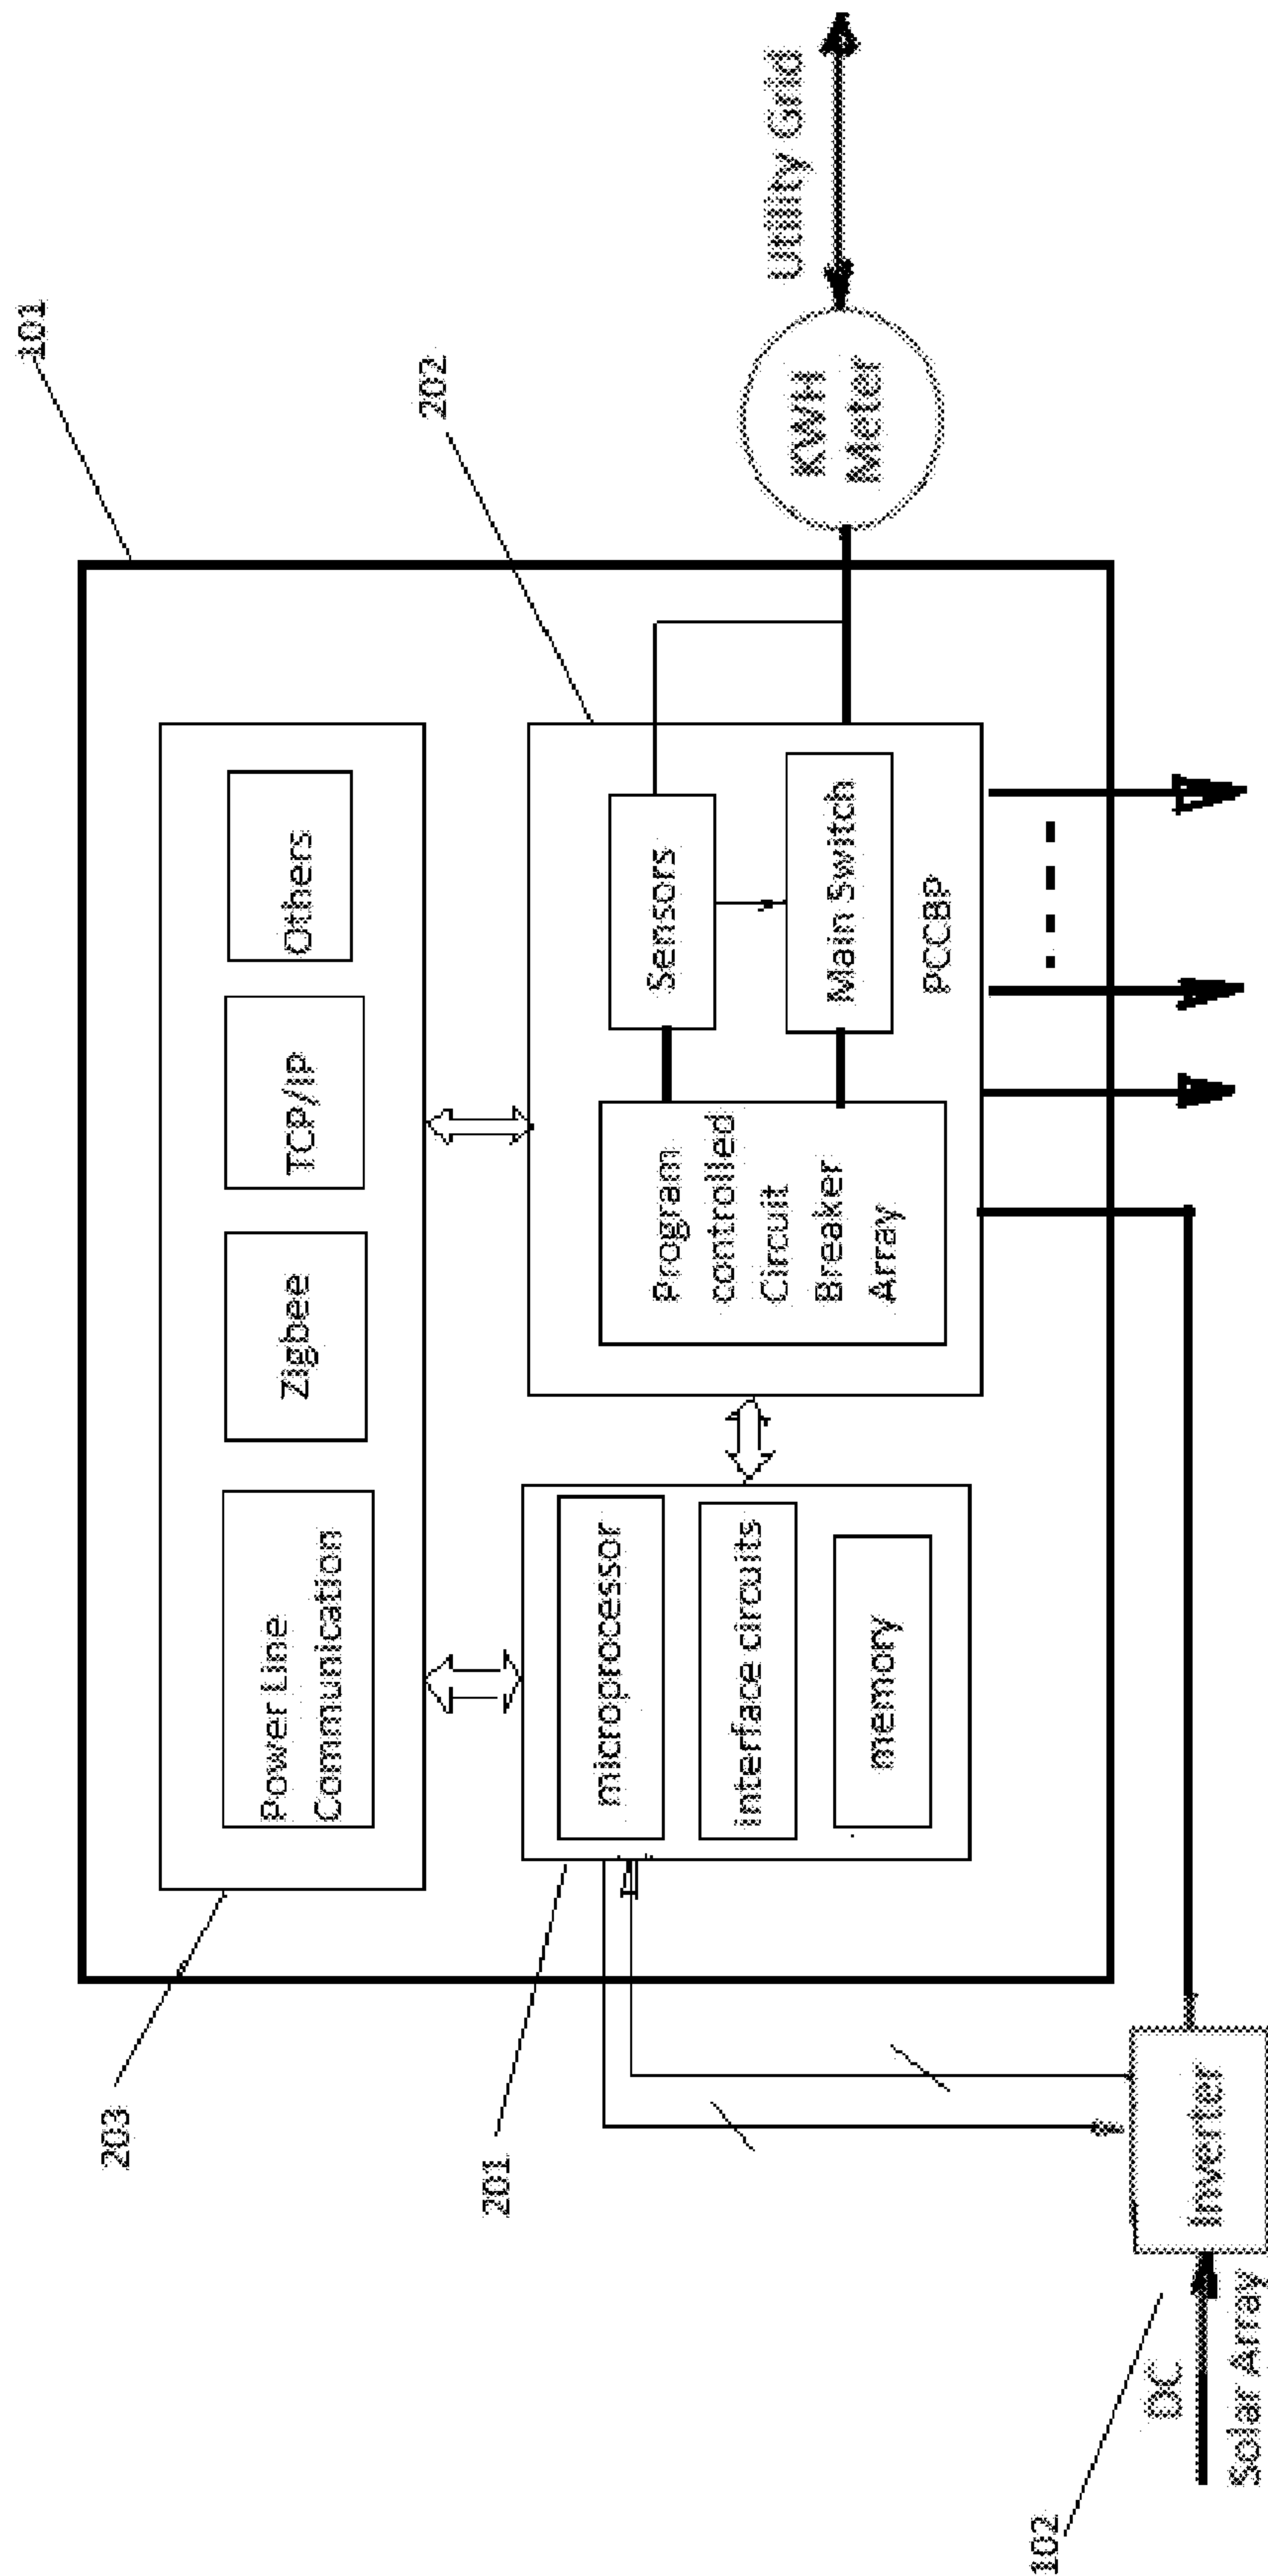 101
202
203
201
102
Power Line
Communication
Zigbee
TCP/IP
Others
microprocessor
interface circuits
memory
Program
controlled
Circuit
Breaker
Array
Sensors
Main Switch
PCCBP
KWH
Meter
Utility Grid
Inverter
DC
Solar Array